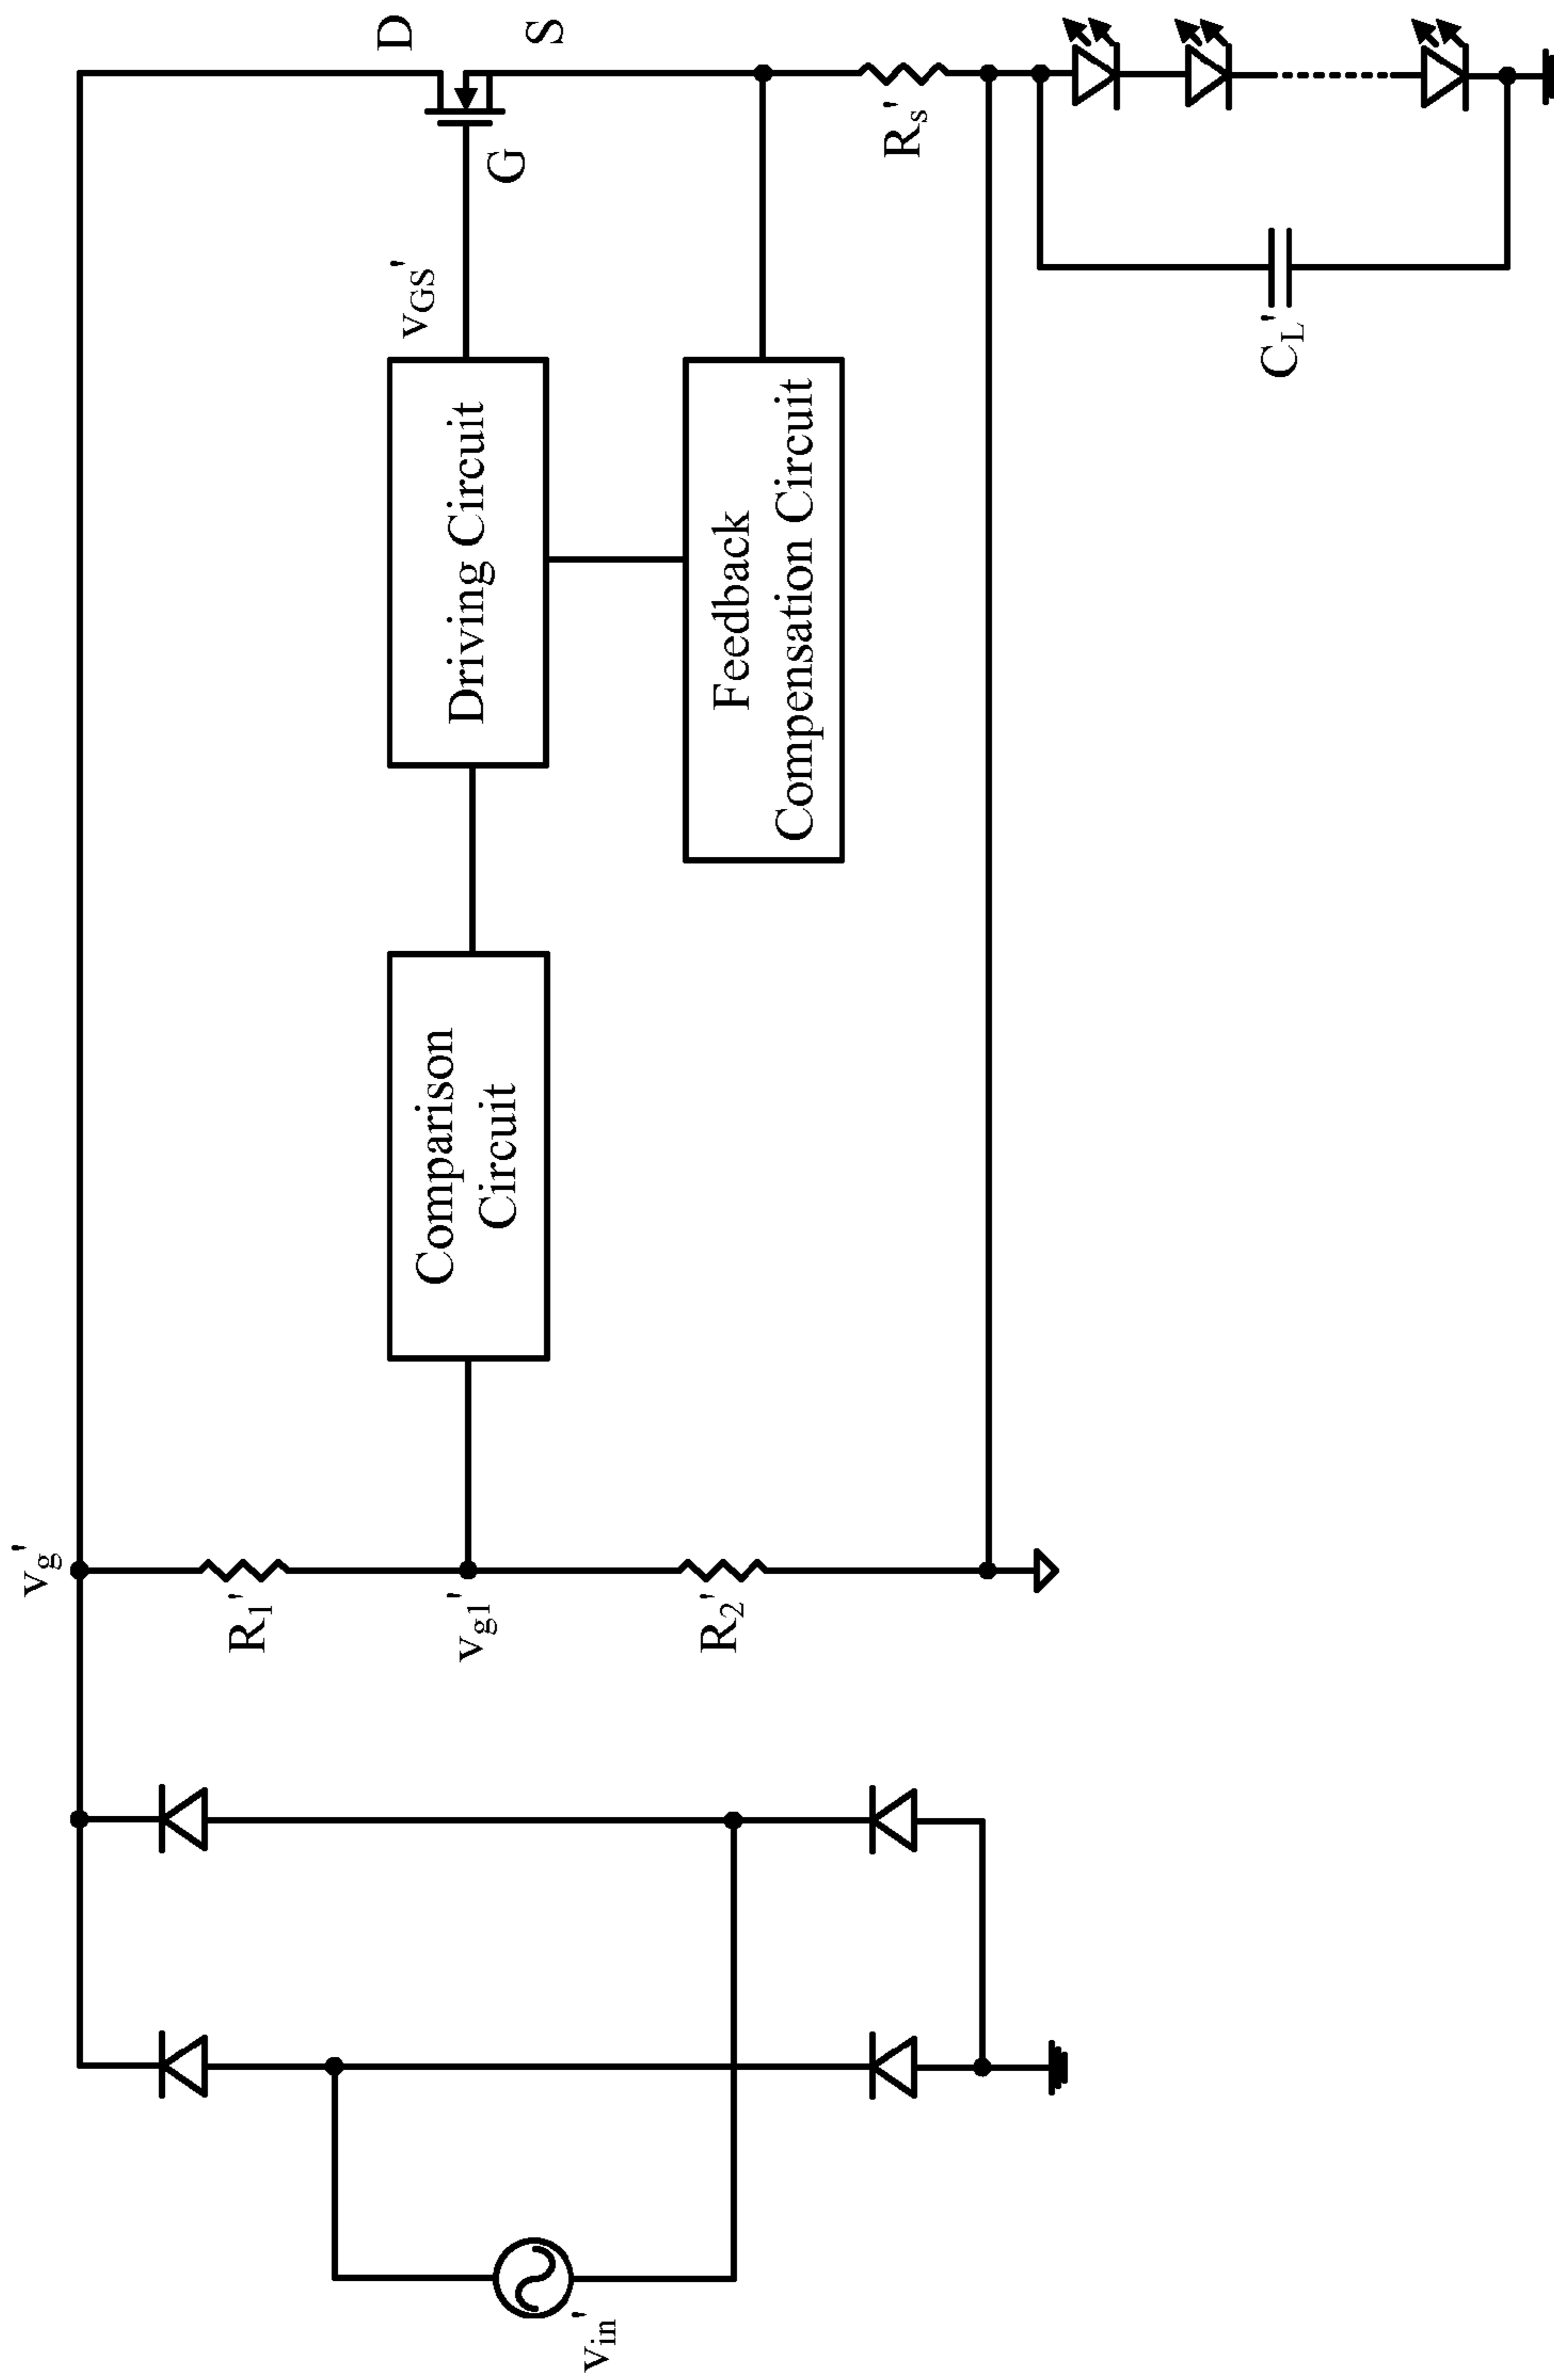 v_in'
v_g'
R_1'
v_g1'
R_2'
Comparison
Circuit
Driving Circuit
Feedback
Compensation Circuit
v_GS'
D
G
S
R_s'
C_L'